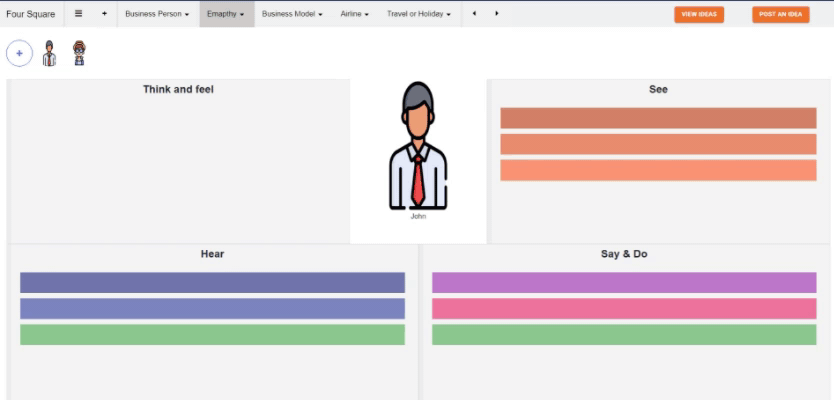 Four Square
Business Person
Emapthy
Business Model
Airline
Travel or Holiday
VIEW IDEAS
POST AN IDEA
Think and feel
See
John
Hear
Say & Do